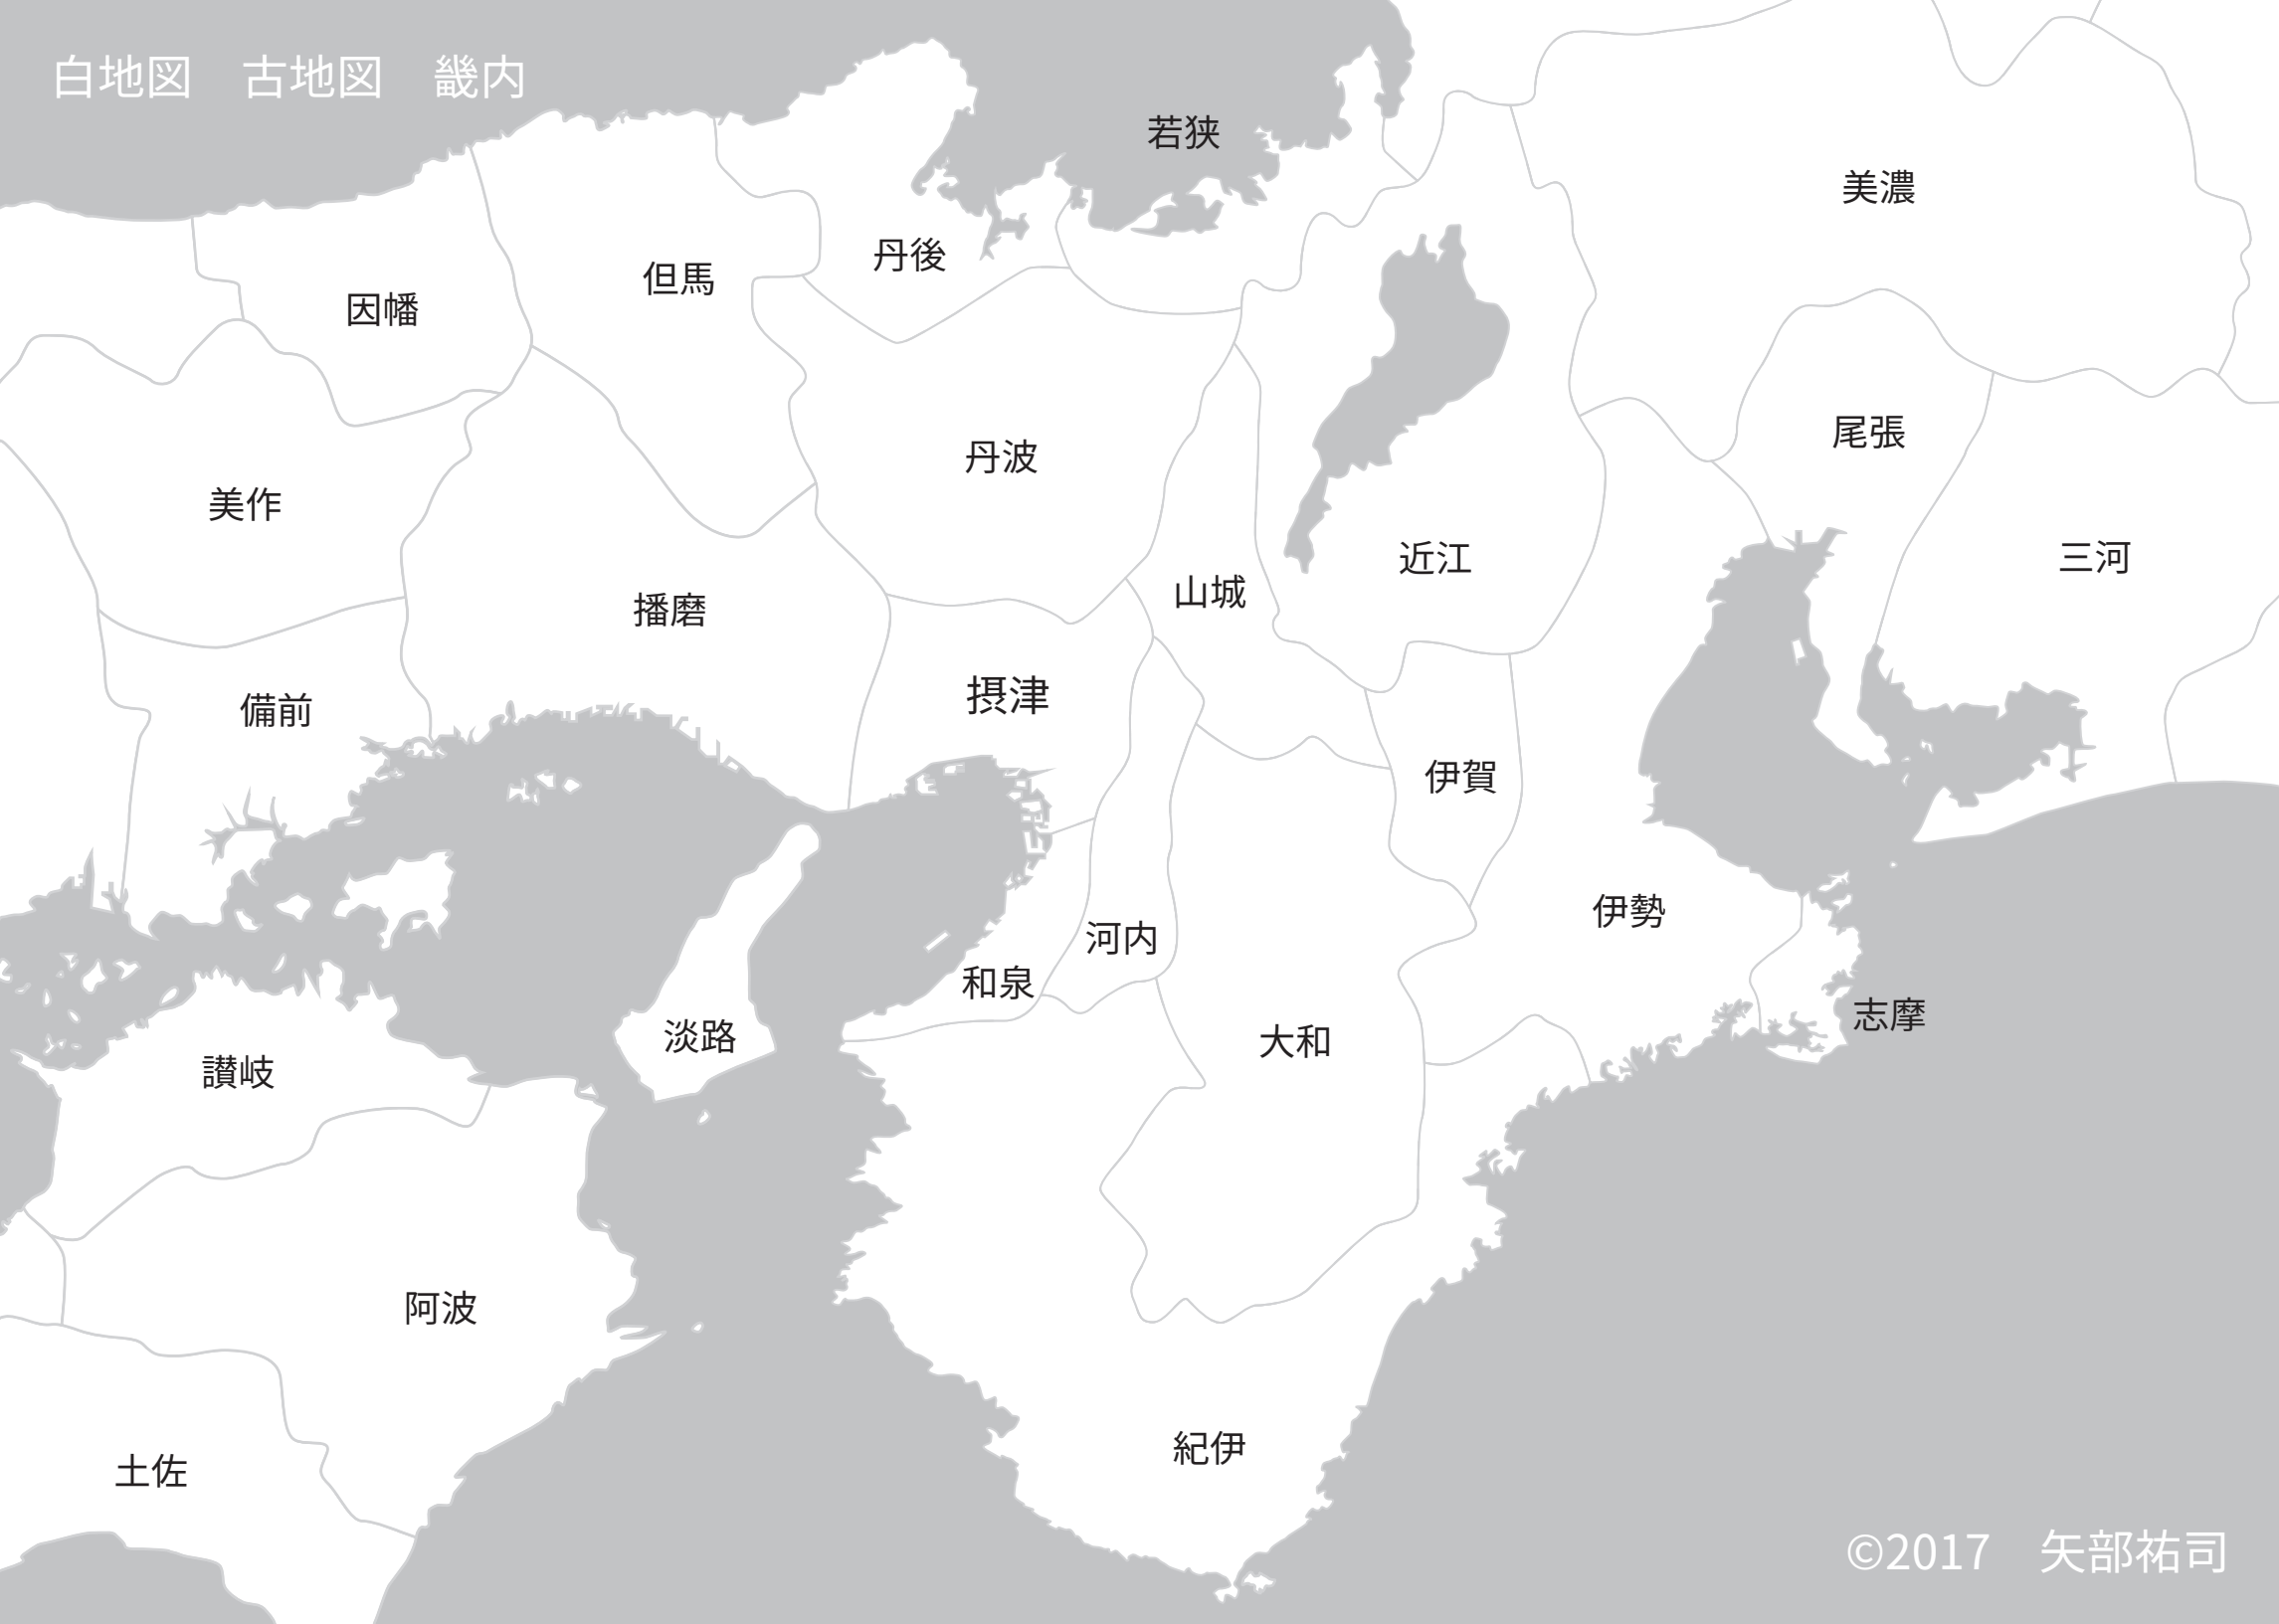 白地図　古地図　畿内
若狭
美濃
丹後
但馬
因幡
尾張
丹波
美作
近江
三河
山城
播磨
摂津
備前
伊賀
伊勢
河内
和泉
志摩
淡路
大和
讃岐
阿波
紀伊
土佐
©2017　矢部祐司